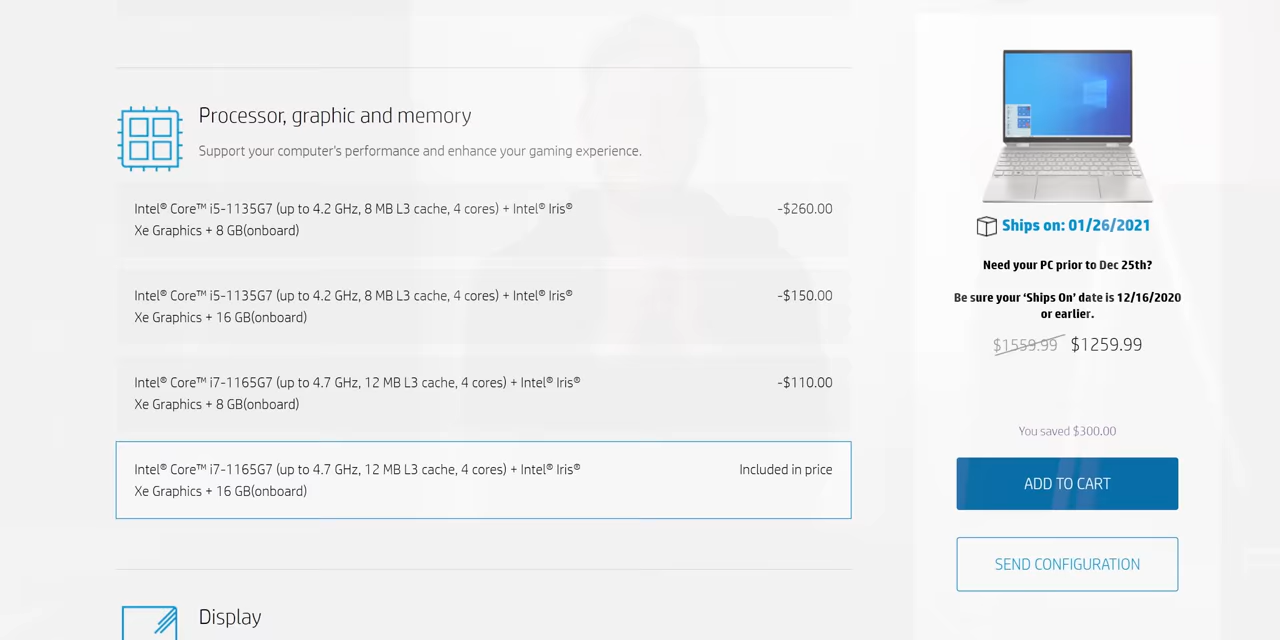 Processor, graphic and memory
Support your computer's performance and enhance your gaming experience.
Intel® Core™ i5-1135G7 (up to 4.2 GHz, 8 MB L3 cache, 4 cores) + Intel® Iris®
Xe Graphics + 8 GB(onboard)
-$260.00
Intel® Core™ i5-1135G7 (up to 4.2 GHz, 8 MB L3 cache, 4 cores) + Intel® Iris®
Xe Graphics + 16 GB(onboard)
-$150.00
Intel® Core™ i7-1165G7 (up to 4.7 GHz, 12 MB L3 cache, 4 cores) + Intel® Iris®
Xe Graphics + 8 GB(onboard)
-$110.00
Intel® Core™ i7-1165G7 (up to 4.7 GHz, 12 MB L3 cache, 4 cores) + Intel® Iris®
Xe Graphics + 16 GB(onboard)
Included in price
Display
Ships on: 01/26/2021
Need your PC prior to Dec 25th?
Be sure your 'Ships On' date is 12/16/2020
or earlier.
$1559.99 $1259.99
You saved $300.00
ADD TO CART
SEND CONFIGURATION